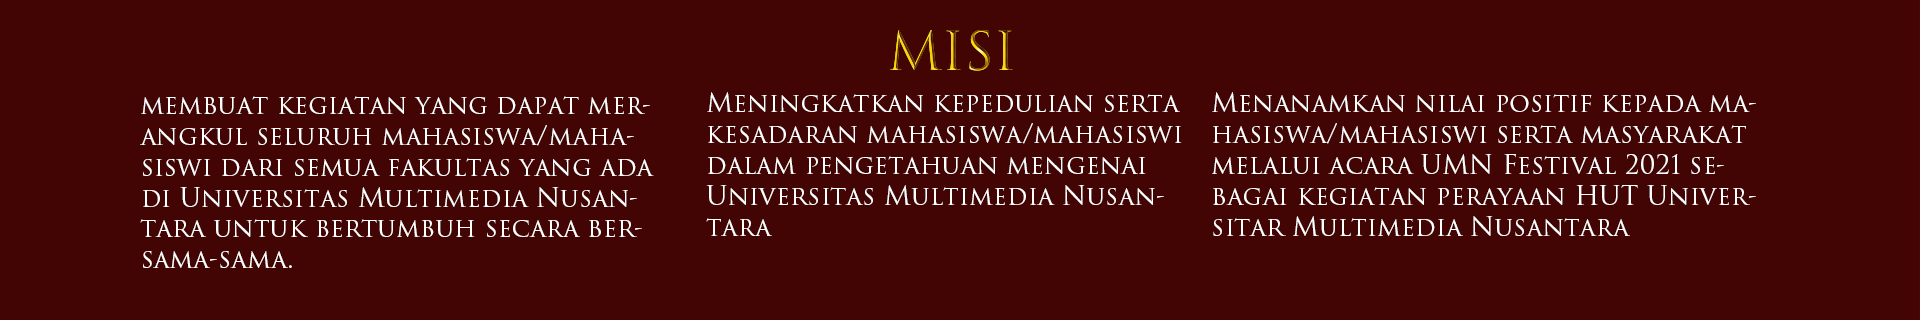 MISI
MEMBUAT KEGIATAN YANG DAPAT MER-
ANGKUL SELURUH MAHASISWA/MAHA-
SISWI DARI SEMUA FAKULTAS YANG ADA
DI UNIVERSITAS MULTIMEDIA NUSAN-
TARA UNTUK BERTUMBUH SECARA BER-
SAMA-SAMA.
MENINGKATKAN KEPEDULIAN SERTA
KESADARAN MAHASISWA/MAHASISWI
DALAM PENGETAHUAN MENGENAI
UNIVERSITAS MULTIMEDIA NUSAN-
TARA
MENANAMKAN NILAI POSITIF KEPADA MA-
HASISWA/MAHASISWI SERTA MASYARAKAT
MELALUI ACARA UMN FESTIVAL 2021 SE-
BAGAI KEGIATAN PERAYAAN HUT UNIVER-
SITAR MULTIMEDIA NUSANTARA